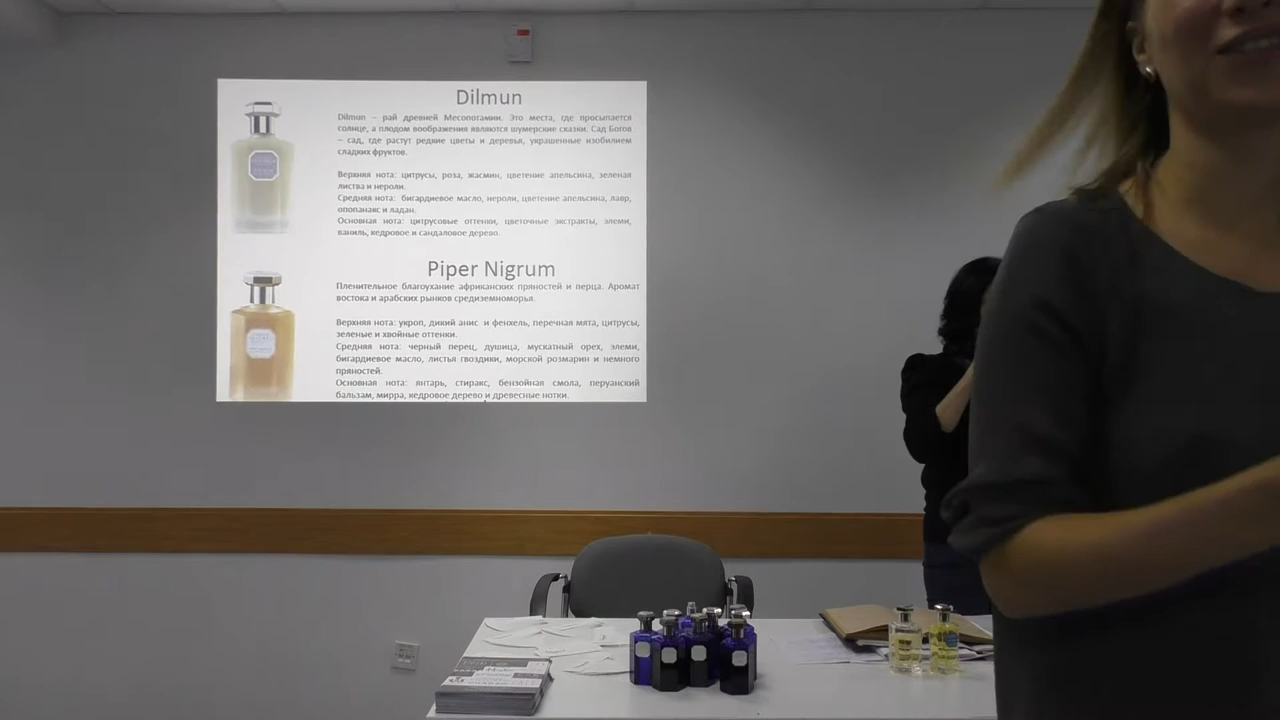 Dilmun
Dilmun – рай древней Месопотамии. Это места, где просыпается
солнце, а плодом воображения являются шумерские сказки. Сад Богов
– сад, где растут редкие цветы и деревья, украшенные изобилием
сладких фруктов.
Верхняя нота: цитрусы, роза, жасмин, цветение апельсина, зеленая
листва и нероли.
Средняя нота: бигардиевое масло, нероли, цветение апельсина, лавр,
опопанакс и ладан.
Основная нота: цитрусовые оттенки, цветочные экстракты, элеми,
ваниль, кедровое и сандаловое дерево.
Piper Nigrum
Пленительное благоухание африканских пряностей и перца. Аромат
востока и арабских рынков средиземноморья.
Верхняя нота: укроп, дикий анис и фенхель, перечная мята, цитрусы,
зеленые и хвойные оттенки.
Средняя нота: черный перец, душица, мускатный орех, элеми,
бигардиевое масло, листья гвоздики, морской розмарин и немного
пряностей.
Основная нота: янтарь, стиракс, бензойная смола, перуанский
бальзам, мирра, кедровое дерево и древесные нотки.